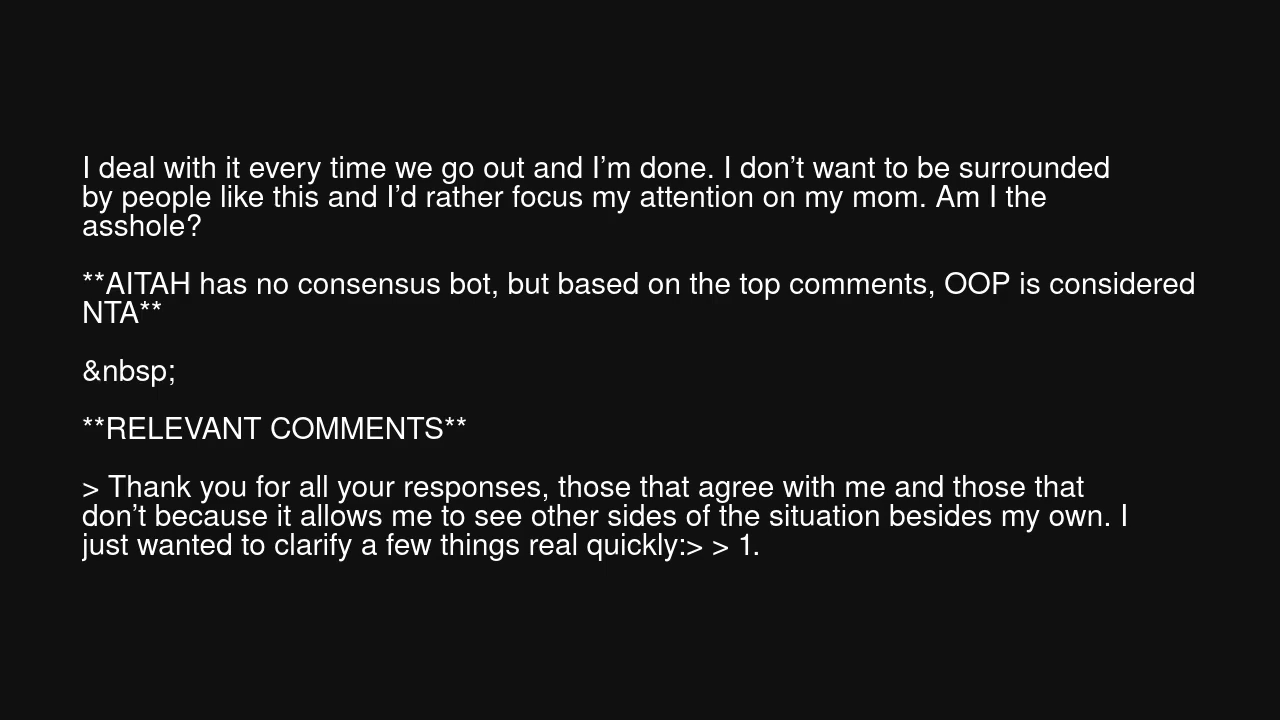 I deal with it every time we go out and I’m done. I don’t want to be surrounded
by people like this and I’d rather focus my attention on my mom. Am I the
asshole?
**AITAH has no consensus bot, but based on the top comments, OOP is considered
NTA**
&nbsp;
**RELEVANT COMMENTS**
> Thank you for all your responses, those that agree with me and those that
don’t because it allows me to see other sides of the situation besides my own. I
just wanted to clarify a few things real quickly:> > 1.